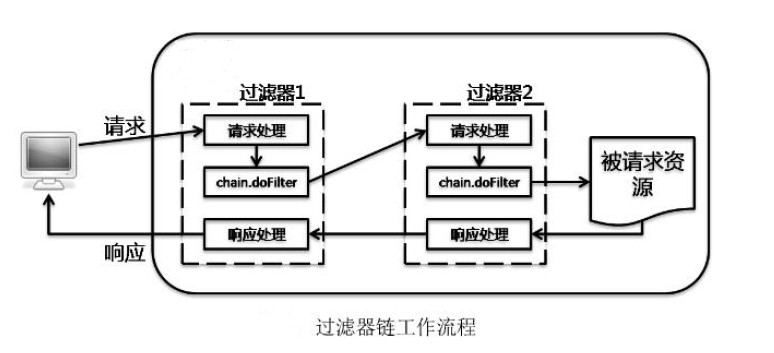 过滤器1
过滤器2
请求
请求处理
请求处理
chain.doFilter
chain.doFilter
被请求资
源
响应处理
响应处理
响应
过滤器链工作流程